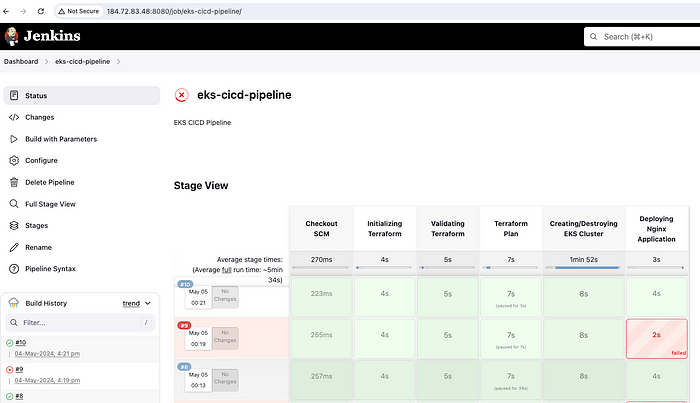 Not Secure 184.72.83.48:8080/job/eks-cicd-pipeline/
Jenkins
Search (⌘+K)
Dashboard > eks-cicd-pipeline >
Status
Changes
Build with Parameters
Configure
Delete Pipeline
Full Stage View
Stages
Rename
Pipeline Syntax
Build History trend
Filter... /
#10
04-May-2024, 4:21 pm
#9
04-May-2024, 4:19 pm
#8
eks-cicd-pipeline
EKS CICD Pipeline
Stage View
Checkout
SCM
Initializing
Terraform
Validating
Terraform
Terraform
Plan
Creating/Destroying
EKS Cluster
Deploying
Nginx
Application
Average stage times:
(Average full run time: ~5min
34s)
270ms
4s
5s
7s
1min 52s
3s
#10
May 05
00:21
No
Changes
223ms
4s
5s
7s
(paused for 3s)
8s
4s
#9
May 05
00:19
No
Changes
255ms
4s
5s
7s
(paused for 7s)
8s
2s
failed
#8
May 05
00:13
No
Changes
257ms
4s
5s
7s
(paused for 39s)
8s
4s